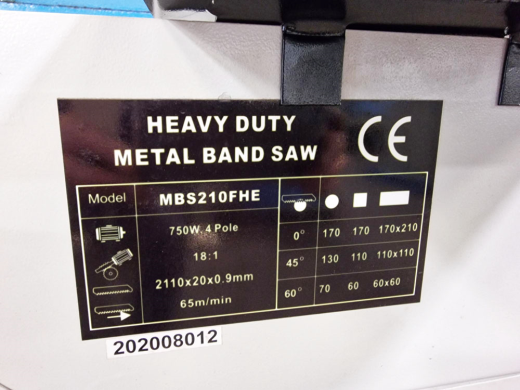 HEAVY DUTY
METAL BAND SAW
CE
Model MBS210FHE
750W. 4 Pole
18:1
2110x20x0.9mm
65m/min
0° 170 170 170x210
45° 130 110 110x110
60° 70 60 60x60
202008012